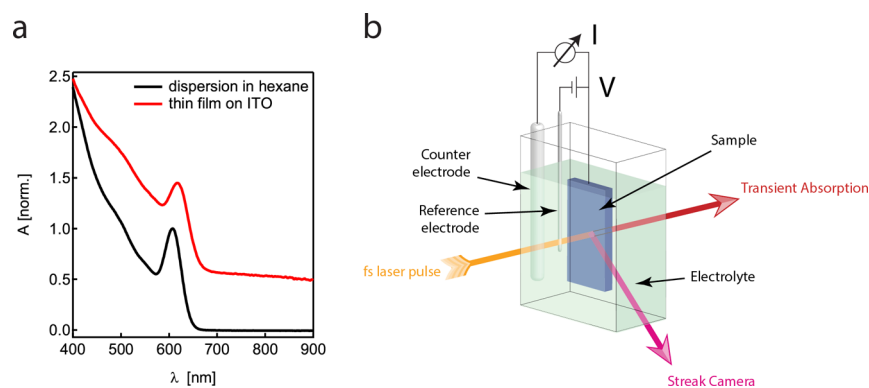 a
2.5
2.0
1.5
1.0
0.5
0.0
A [norm.]
dispersion in hexane
thin film on ITO
400
500
600
700
800
900
λ [nm]
b
I
V
Counter
electrode
Reference
electrode
Sample
Transient Absorption
fs laser pulse
Electrolyte
Streak Camera